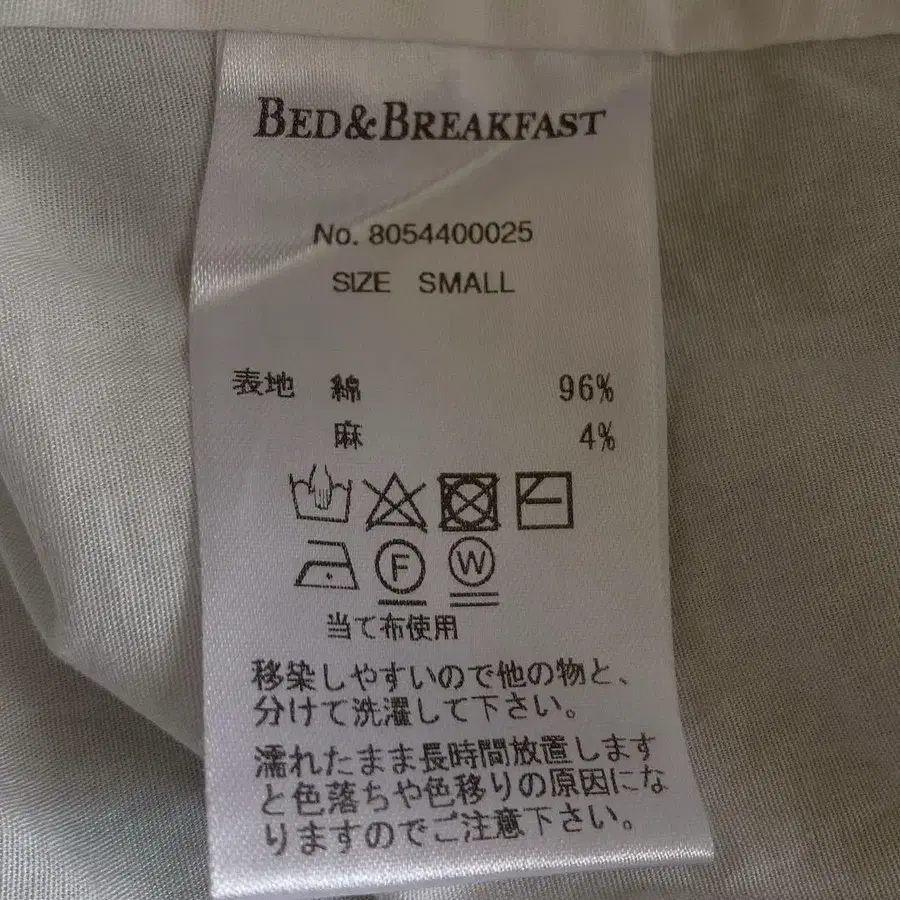 BED&BREAKFAST
No. 8054400025
SIZE SMALL
表地 綿 96%
麻 4%
F W
当て布使用
移染しやすいので他の物と、
分けて洗濯して下さい。
濡れたまま長時間放置します
と色落ちや色移りの原因にな
りますのでご注意下さい。